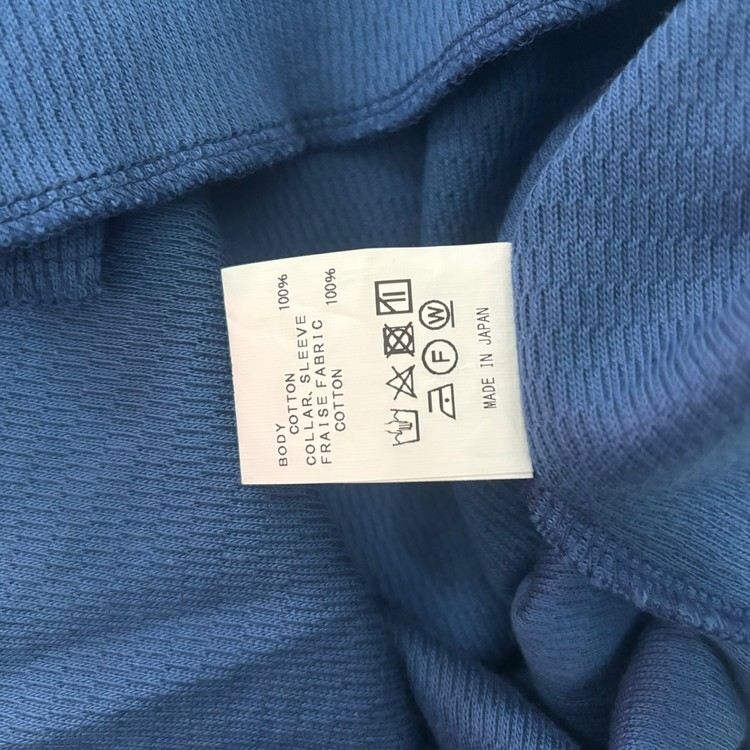 BODY
COTTON 100%
COLLAR. SLEEVE
FRAISE FABRIC
COTTON 100%
F W
MADE IN JAPAN